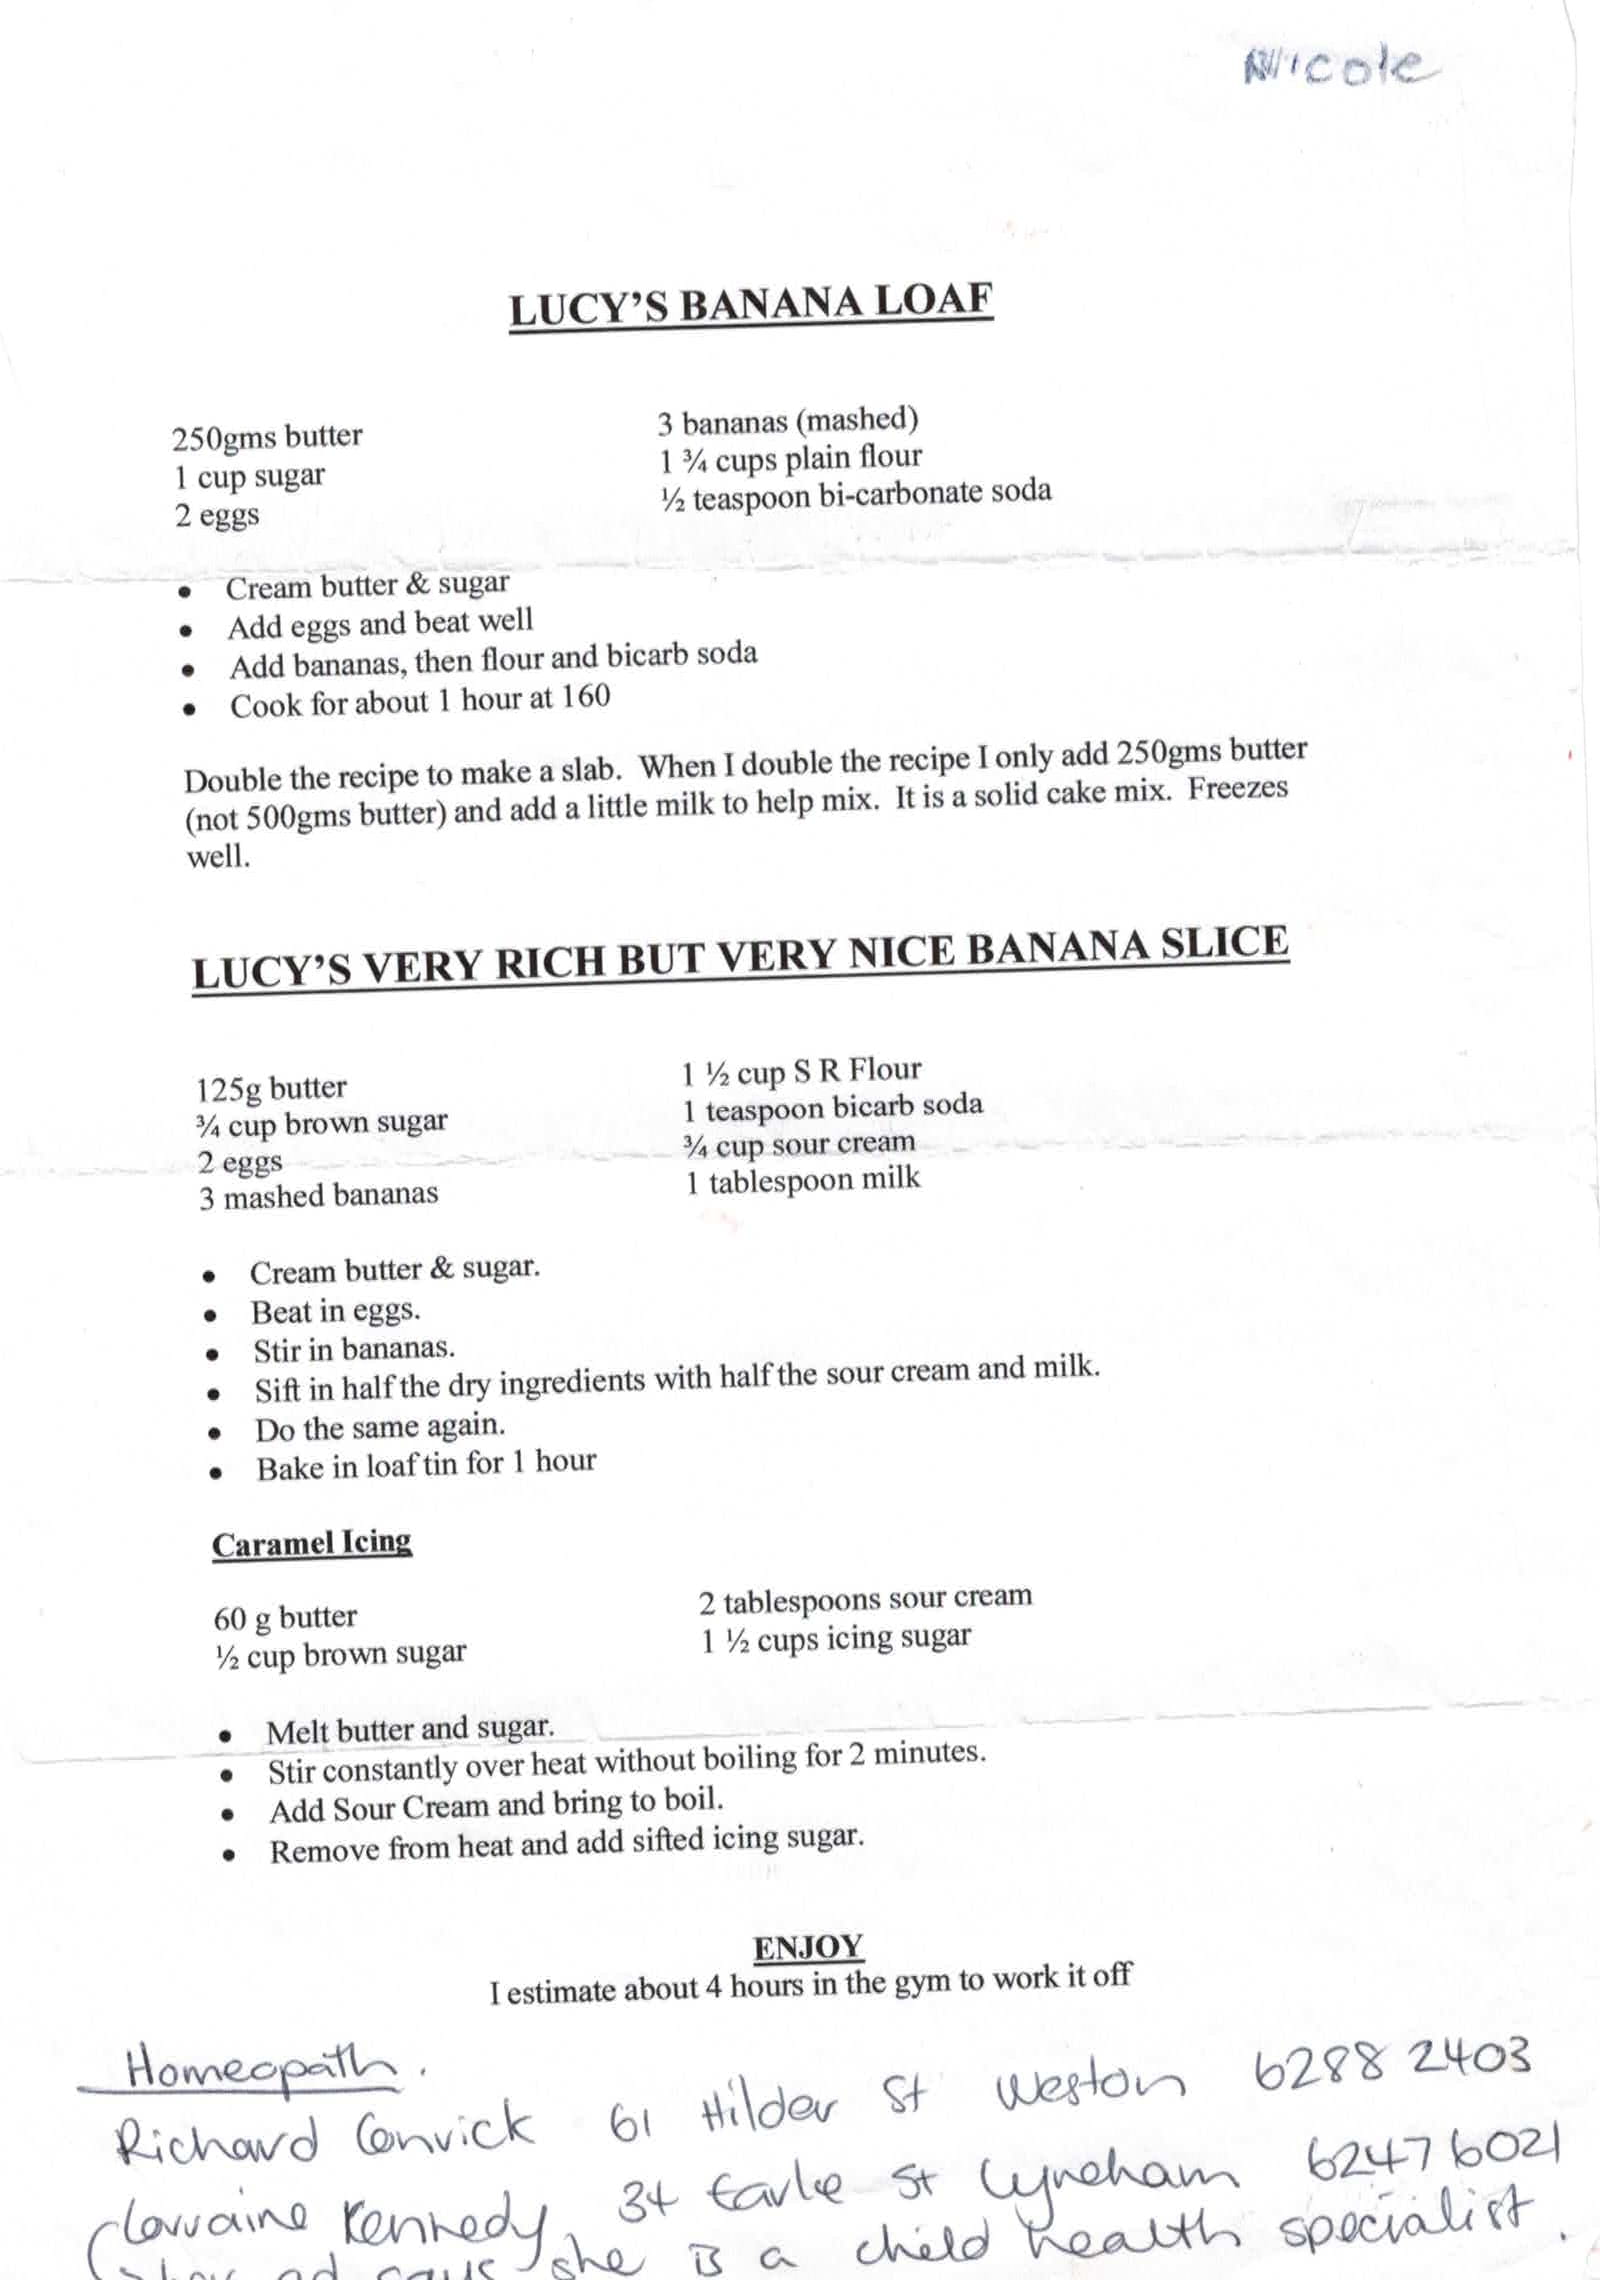 Nicole
LUCY'S BANANA LOAF
250gms butter
1 cup sugar
2 eggs
3 bananas (mashed)
1 ¾ cups plain flour
½ teaspoon bi-carbonate soda
• Cream butter & sugar
• Add eggs and beat well
• Add bananas, then flour and bicarb soda
• Cook for about 1 hour at 160
Double the recipe to make a slab. When I double the recipe I only add 250gms butter
(not 500gms butter) and add a little milk to help mix. It is a solid cake mix. Freezes
well.
LUCY'S VERY RICH BUT VERY NICE BANANA SLICE
125g butter
¾ cup brown sugar
2 eggs
3 mashed bananas
1 ½ cup S R Flour
1 teaspoon bicarb soda
¾ cup sour cream
1 tablespoon milk
• Cream butter & sugar.
• Beat in eggs.
• Stir in bananas.
• Sift in half the dry ingredients with half the sour cream and milk.
• Do the same again.
• Bake in loaf tin for 1 hour
Caramel Icing
60 g butter
½ cup brown sugar
2 tablespoons sour cream
1 ½ cups icing sugar
• Melt butter and sugar.
• Stir constantly over heat without boiling for 2 minutes.
• Add Sour Cream and bring to boil.
• Remove from heat and add sifted icing sugar.
ENJOY
I estimate about 4 hours in the gym to work it off
Homeopath.
Richard 61 Hilder St Weston 6288 2403
Lorraine Kennedy, 34 Earle St Lyneham 62476021
says she is a child health specialist.